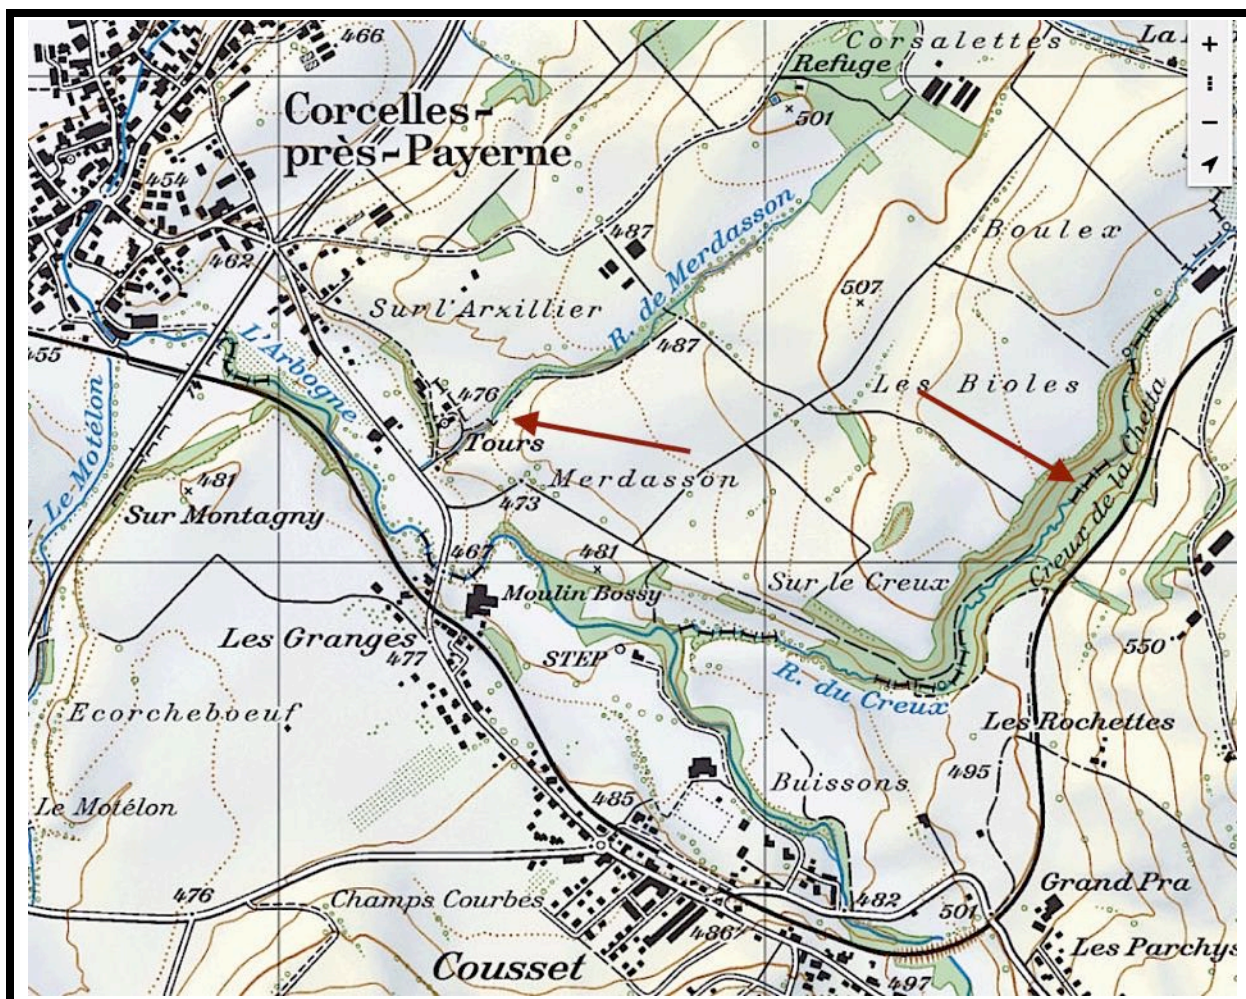 466
Corsalettes
Refuge
+
501
−
Corcelles-
près-Payerne
454
487
R. de Merdasson
Boulex
462
507
Sur l'Arxillier
487
455
L'Arbogne
Les Bioles
Le Motélon
476
Tours
Creux de la Chetta
Merdasson
481
473
Sur Montagny
467
481
Sur le Creux
Moulin Bossy
Les Granges
STEP
550
477
R. du Creux
Ecorcheboeuf
Les Rochettes
495
Buissons
Le Motélon
485
476
Grand Pra
Champs Courbes
482
501
486
Les Parchys
Cousset
497